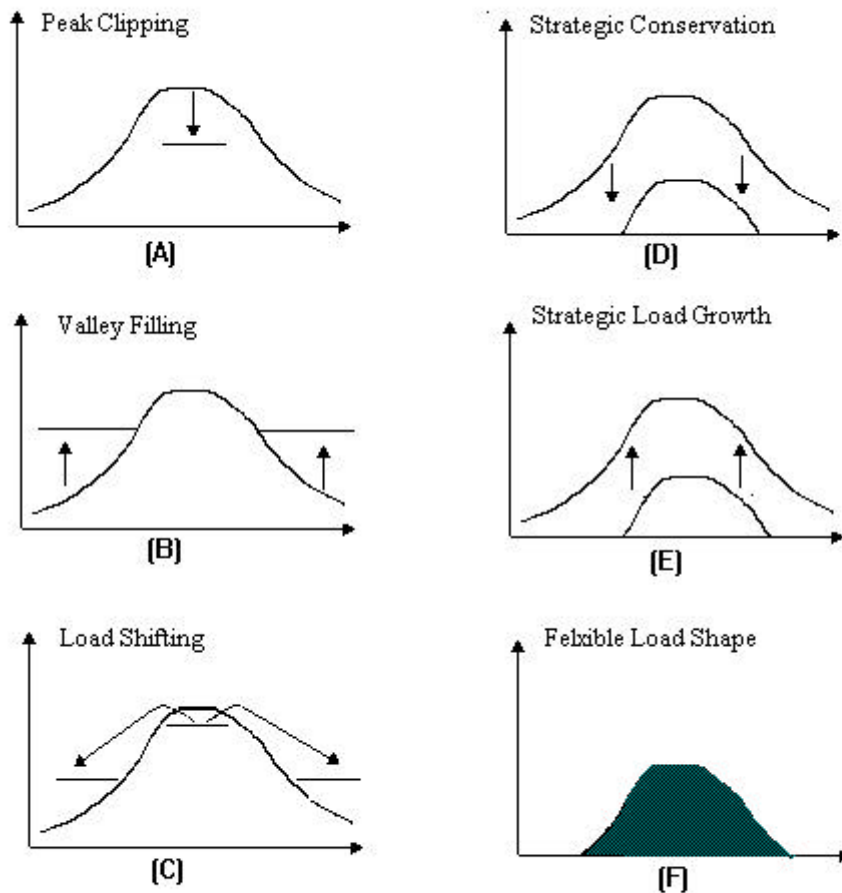 Peak Clipping
(A)
Strategic Conservation
(D)
Valley Filling
(B)
Strategic Load Growth
(E)
Load Shifting
(C)
Felxible Load Shape
(F)